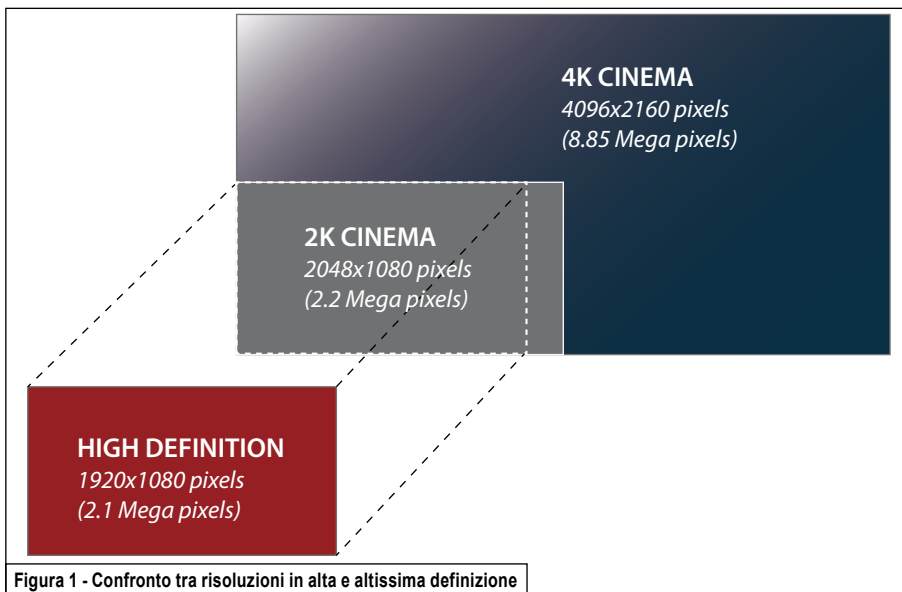 4K CINEMA
4096x2160 pixels
(8.85 Mega pixels)
2K CINEMA
2048x1080 pixels
(2.2 Mega pixels)
HIGH DEFINITION
1920x1080 pixels
(2.1 Mega pixels)
Figura 1 - Confronto tra risoluzioni in alta e altissima definizione